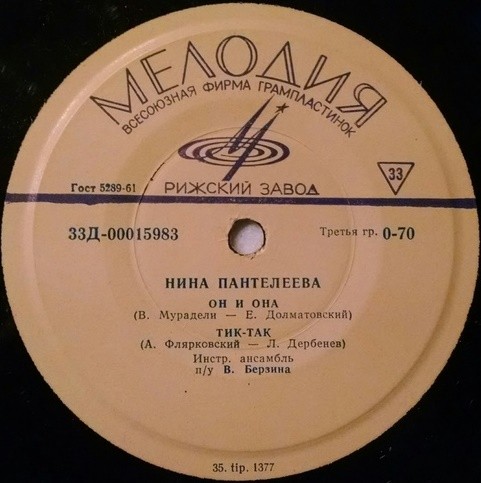 МЕЛОДИЯ
ВСЕСОЮЗНАЯ ФИРМА ГРАМПЛАСТИНОК
Гост 5289-61
РИЖСКИЙ ЗАВОД
33
33Д-00015983
Третья гр. 0-70
НИНА ПАНТЕЛЕЕВА
ОН И ОНА
(В. Мурадели — Е. Долматовский)
ТИК-ТАК
(А. Флярковский — Л. Дербенев)
Инстр. ансамбль
п/у В. Берзина
35. tip. 1377